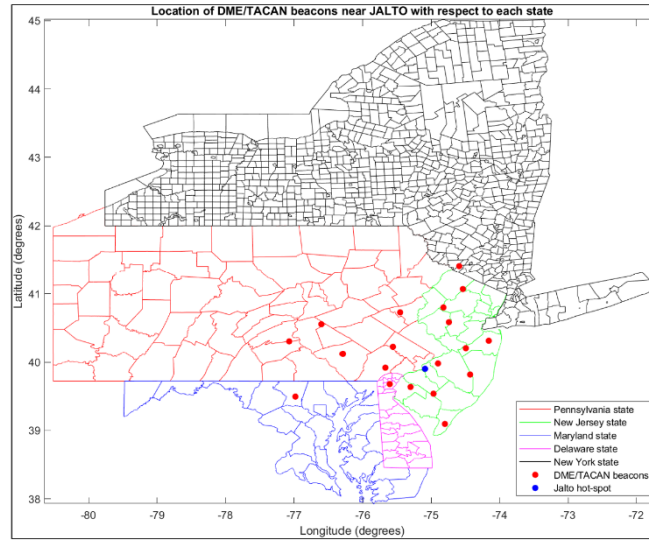 Location of DME/TACAN beacons near JALTO with respect to each state
45
44
43
42
41
40
39
38
Latitude (degrees)
-80
-79
-78
-77
-76
-75
-74
-73
-72
Longitude (degrees)
Pennsylvania state
New Jersey state
Maryland state
Delaware state
New York state
DME/TACAN beacons
Jalto hot-spot